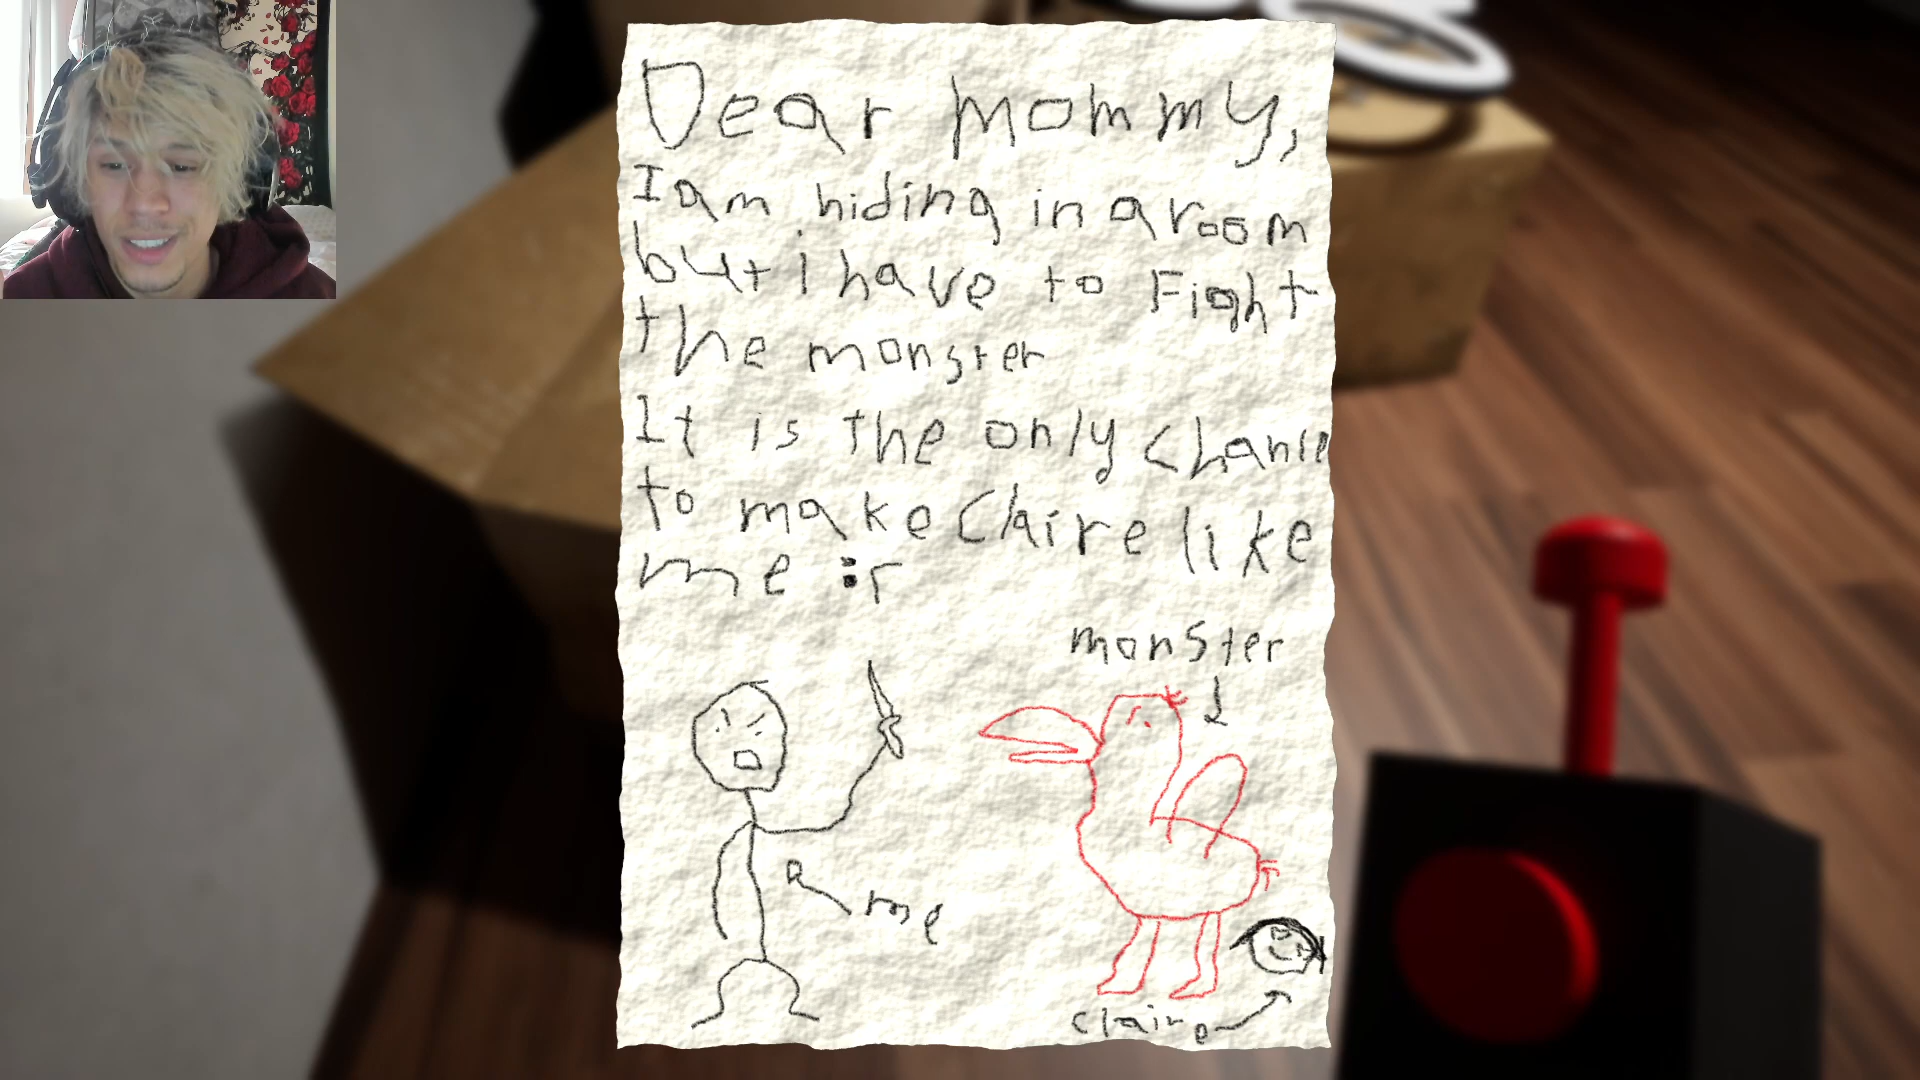 Dear mommy,
I am hiding in a room
but i have to Fight
the monster
It is the only chance
to make Claire like
me :r
monster
me
claire